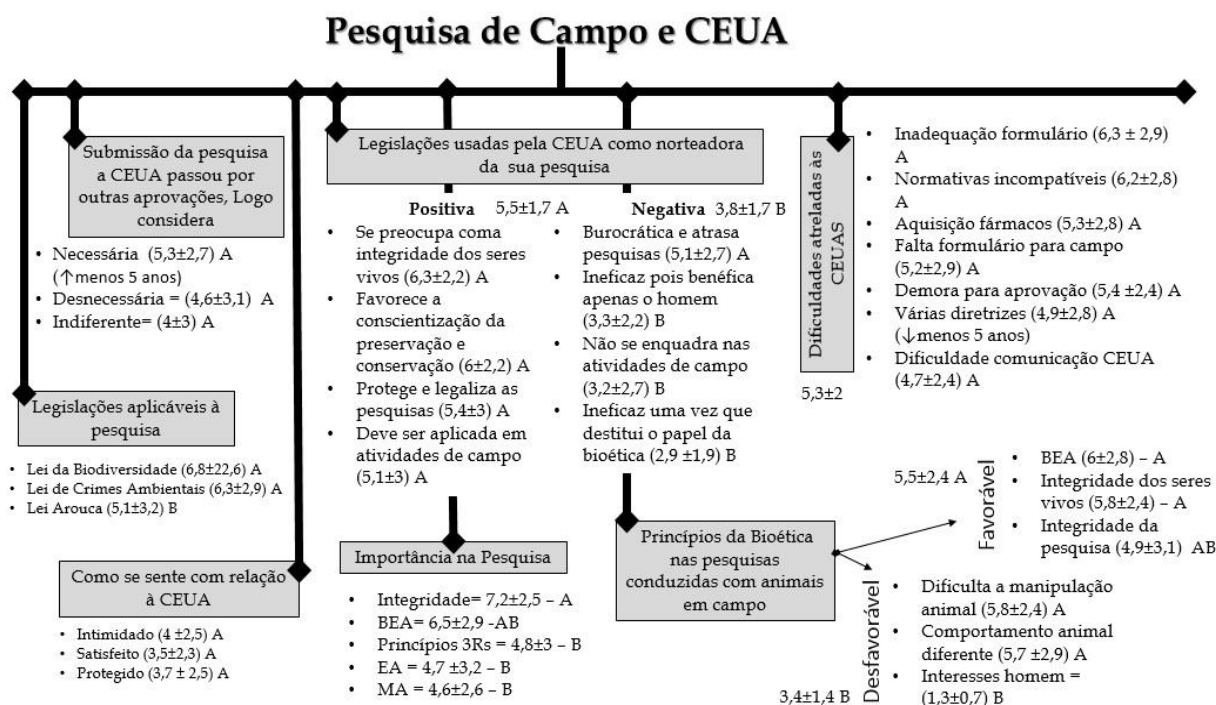 Pesquisa de Campo e CEUA
Submissão da pesquisa
a CEUA passou por
outras aprovações, Logo
considera
• Necessária (5,3±2,7) A
(↑menos 5 anos)
• Desnecessária = (4,6±3,1) A
• Indiferente= (4±3) A
Legislações aplicáveis à
pesquisa
• Lei da Biodiversidade (6,8±22,6) A
• Lei de Crimes Ambientais (6,3±2,9) A
• Lei Arouca (5,1±3,2) B
Como se sente com relação
à CEUA
• Intimidado (4 ±2,5) A
• Satisfeito (3,5±2,3) A
• Protegido (3,7 ± 2,5) A
Legislações usadas pela CEUA como norteadora
da sua pesquisa
Positiva 5,5±1,7 A
• Se preocupa coma
integridade dos seres
vivos (6,3±2,2) A
• Favorece a
conscientização da
preservação e
conservação (6±2,2) A
• Protege e legaliza as
pesquisas (5,4±3) A
• Deve ser aplicada em
atividades de campo
(5,1±3) A
Negativa 3,8±1,7 B
• Burocrática e atrasa
pesquisas (5,1±2,7) A
• Ineficaz pois benéfica
apenas o homem
(3,3±2,2) B
• Não se enquadra nas
atividades de campo
(3,2±2,7) B
• Ineficaz uma vez que
destitui o papel da
bioética (2,9 ±1,9) B
Importância na Pesquisa
• Integridade= 7,2±2,5 – A
• BEA= 6,5±2,9 -AB
• Princípios 3Rs = 4,8±3 – B
• EA = 4,7 ±3,2 – B
• MA = 4,6±2,6 – B
Princípios da Bioética
nas pesquisas
conduzidas com animais
em campo
Dificuldades atreladas às
CEUAS
5,3±2
• Inadequação formulário (6,3 ± 2,9)
A
• Normativas incompatíveis (6,2±2,8)
A
• Aquisição fármacos (5,3±2,8) A
• Falta formulário para campo
(5,2±2,9) A
• Demora para aprovação (5,4 ±2,4) A
• Várias diretrizes (4,9±2,8) A
(↓menos 5 anos)
• Dificuldade comunicação CEUA
(4,7±2,4) A
5,5±2,4 A
Favorável
• BEA (6±2,8) – A
• Integridade dos seres
vivos (5,8±2,4) – A
• Integridade da
pesquisa (4,9±3,1) AB
3,4±1,4 B
Desfavorável
• Dificulta a manipulação
animal (5,8±2,4) A
• Comportamento animal
diferente (5,7 ±2,9) A
• Interesses homem =
(1,3±0,7) B